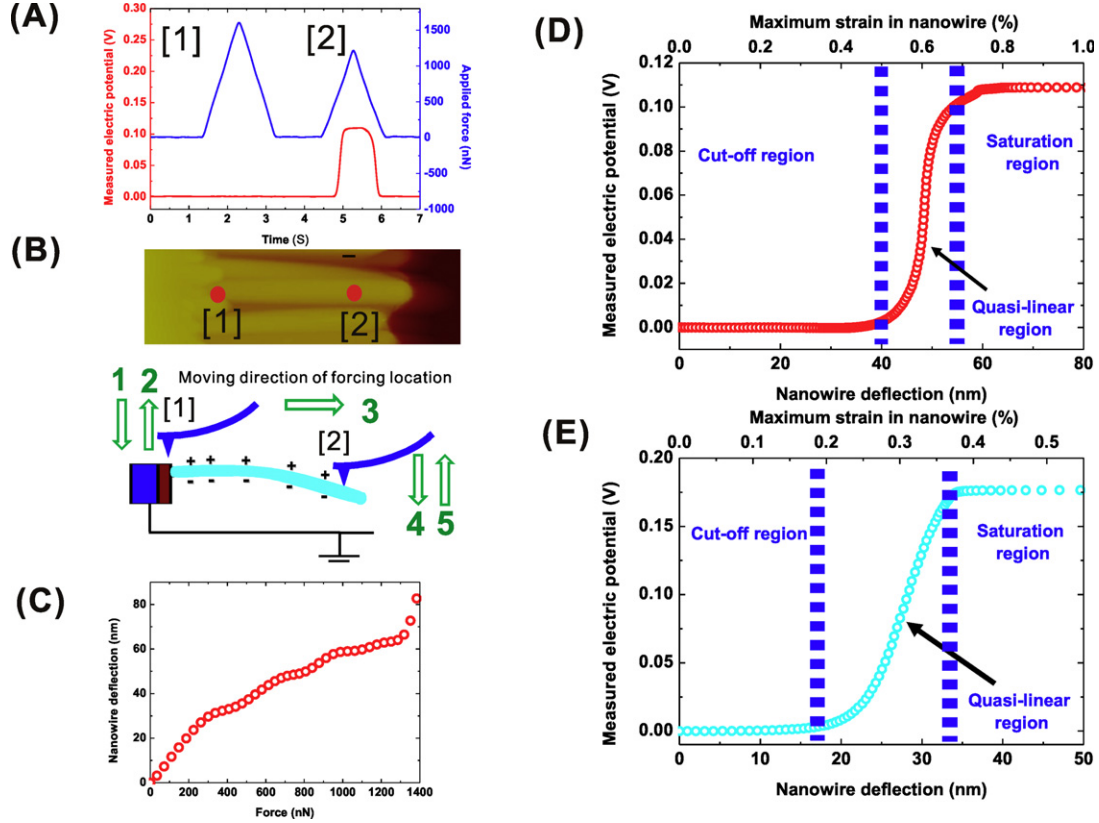 (A)
[1]
[2]
0.30
0.25
0.20
0.15
0.10
0.05
0.00
Measured electric potential (V)
1500
1000
500
0
-500
-1000
Applied force (nN)
0 1 2 3 4 5 6 7
Time (S)
(B)
[1]
[2]
1 2
Moving direction of forcing location
3
[1]
[2]
+ + + + +
- - - - -
4 5
(C)
80
60
40
20
0
Nanowire deflection (nm)
0 200 400 600 800 1000 1200 1400
Force (nN)
(D)
Maximum strain in nanowire (%)
0.0 0.2 0.4 0.6 0.8 1.0
0.12
0.10
0.08
0.06
0.04
0.02
0.00
Measured electric potential (V)
Cut-off region
Saturation
region
Quasi-linear
region
0 20 40 60 80
Nanowire deflection (nm)
(E)
Maximum strain in nanowire (%)
0.0 0.1 0.2 0.3 0.4 0.5
0.20
0.15
0.10
0.05
0.00
Measured electric potential (V)
Cut-off region
Saturation
region
Quasi-linear
region
0 10 20 30 40 50
Nanowire deflection (nm)